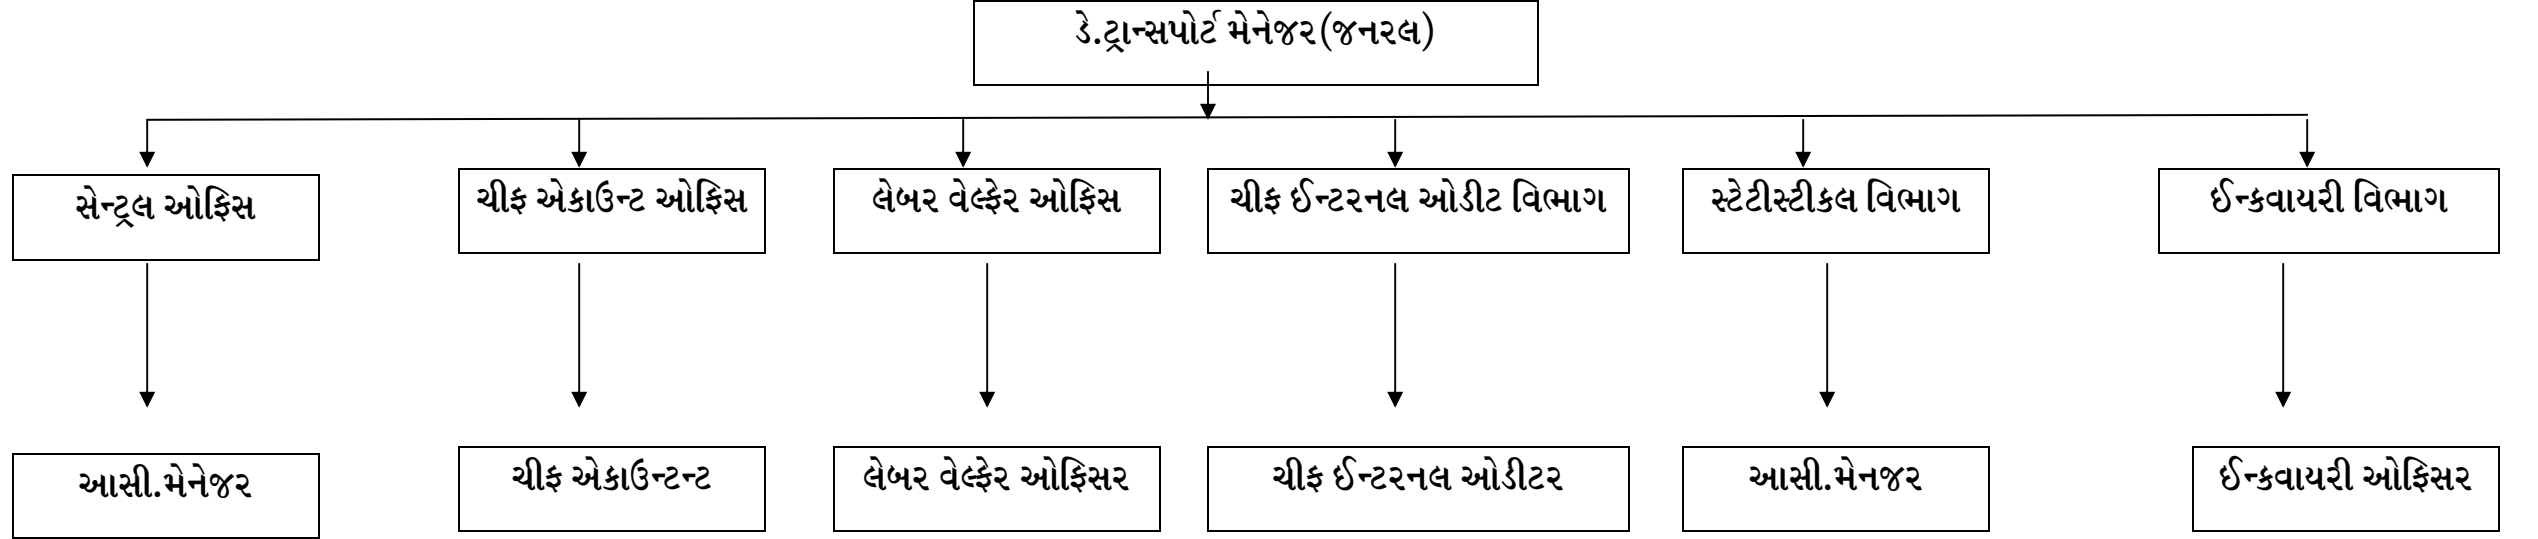 ડે.ટ્રાન્સપોર્ટ મેનેજર(જનરલ)
સેન્ટ્રલ ઓફિસ
ચીફ એકાઉન્ટ ઓફિસ
લેબર વેલ્ફેર ઓફિસ
ચીફ ઈન્ટરનલ ઓડીટ વિભાગ
સ્ટેટીસ્ટીકલ વિભાગ
ઈન્કવાયરી વિભાગ
આસી.મેનેજર
ચીફ એકાઉન્ટન્ટ
લેબર વેલ્ફેર ઓફિસર
ચીફ ઈન્ટરનલ ઓડીટર
આસી.મેનજર
ઈન્કવાયરી ઓફિસર